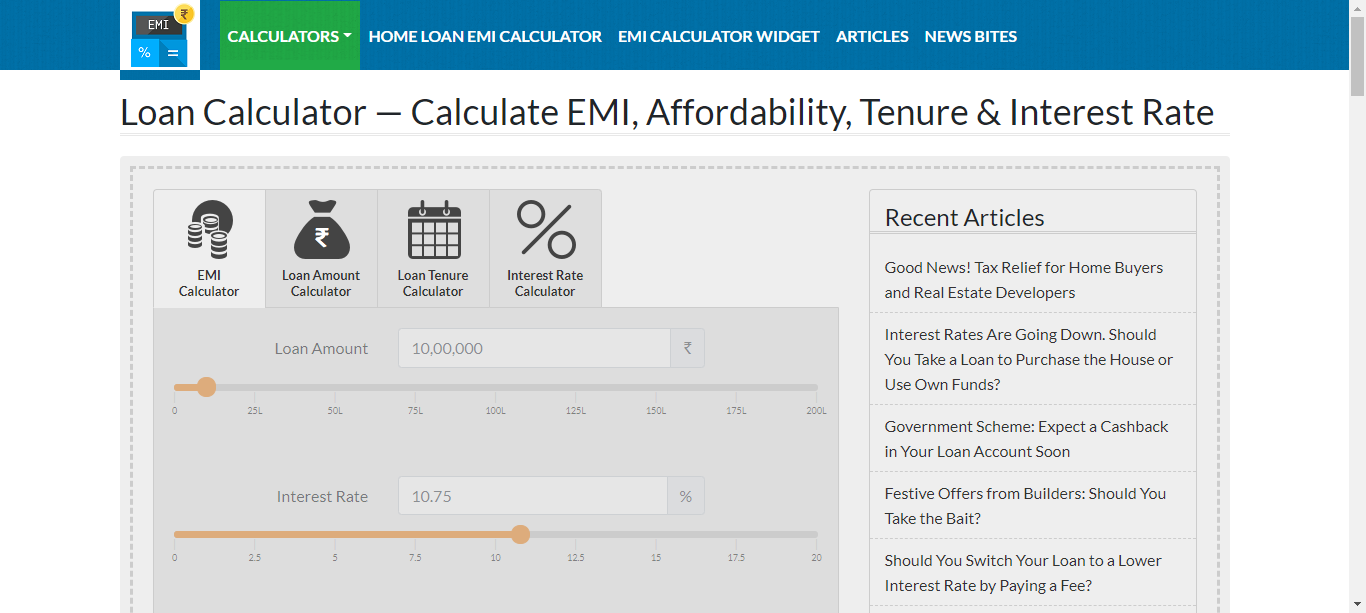 EMI ₹
% =
CALCULATORS HOME LOAN EMI CALCULATOR EMI CALCULATOR WIDGET ARTICLES NEWS BITES
Loan Calculator — Calculate EMI, Affordability, Tenure & Interest Rate
EMI
Calculator
₹
Loan Amount
Calculator
Loan Tenure
Calculator
Interest Rate
Calculator
Loan Amount 10,00,000 ₹
0 25L 50L 75L 100L 125L 150L 175L 200L
Interest Rate 10.75 %
0 2.5 5 7.5 10 12.5 15 17.5 20
Recent Articles
Good News! Tax Relief for Home Buyers
and Real Estate Developers
Interest Rates Are Going Down. Should
You Take a Loan to Purchase the House or
Use Own Funds?
Government Scheme: Expect a Cashback
in Your Loan Account Soon
Festive Offers from Builders: Should You
Take the Bait?
Should You Switch Your Loan to a Lower
Interest Rate by Paying a Fee?